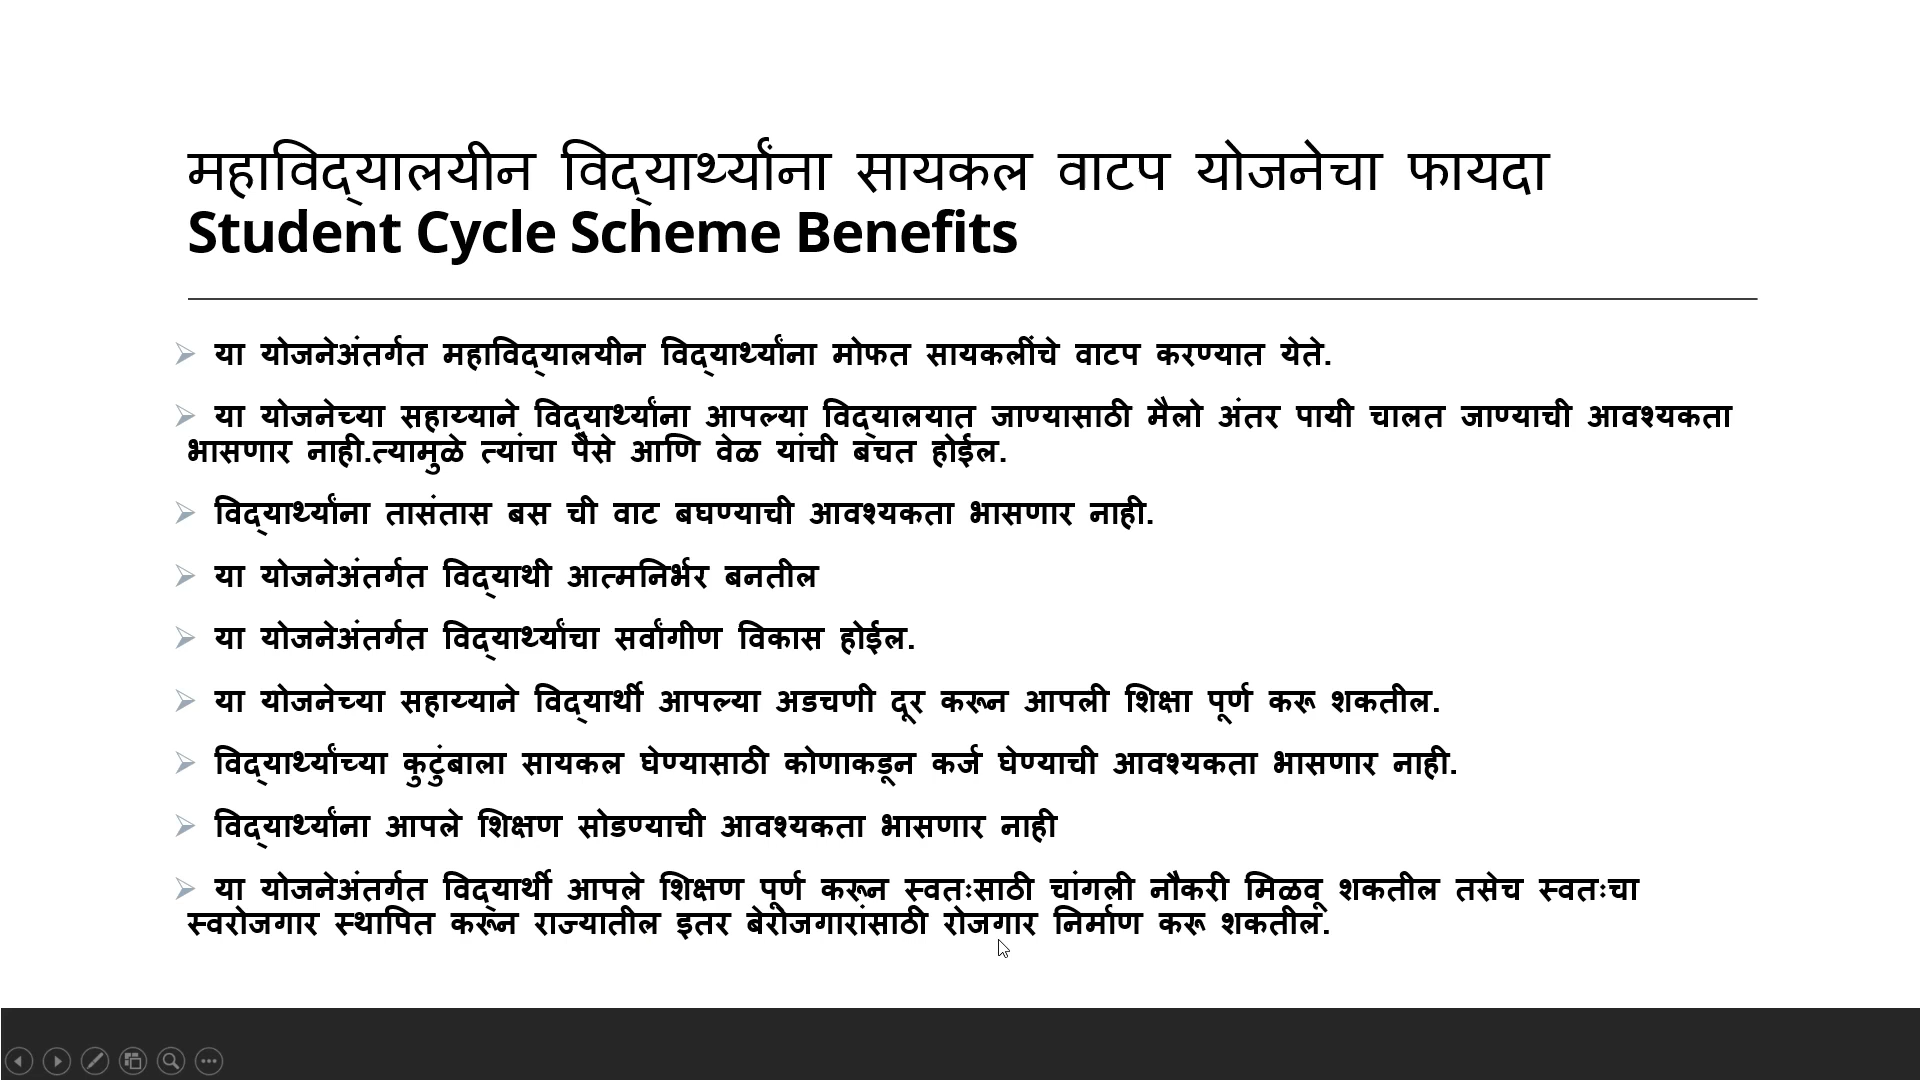 महाविद्यालयीन विद्यार्थ्यांना सायकल वाटप योजनेचा फायदा
Student Cycle Scheme Benefits
या योजनेअंतर्गत महाविद्यालयीन विद्यार्थ्यांना मोफत सायकलींचे वाटप करण्यात येते.
या योजनेच्या सहाय्याने विद्यार्थ्यांना आपल्या विद्यालयात जाण्यासाठी मैलो अंतर पायी चालत जाण्याची आवश्यकता
भासणार नाही.त्यामुळे त्यांचा पैसे आणि वेळ यांची बचत होईल.
विद्यार्थ्यांना तासंतास बस ची वाट बघण्याची आवश्यकता भासणार नाही.
या योजनेअंतर्गत विद्याथी आत्मनिर्भर बनतील
या योजनेअंतर्गत विद्यार्थ्यांचा सर्वांगीण विकास होईल.
या योजनेच्या सहाय्याने विद्यार्थी आपल्या अडचणी दूर करून आपली शिक्षा पूर्ण करू शकतील.
विद्यार्थ्यांच्या कुटुंबाला सायकल घेण्यासाठी कोणाकडून कर्ज घेण्याची आवश्यकता भासणार नाही.
विद्यार्थ्यांना आपले शिक्षण सोडण्याची आवश्यकता भासणार नाही
या योजनेअंतर्गत विद्यार्थी आपले शिक्षण पूर्ण करून स्वतःसाठी चांगली नौकरी मिळवू शकतील तसेच स्वतःचा
स्वरोजगार स्थापित करून राज्यातील इतर बेरोजगारांसाठी रोजगार निर्माण करू शकतील.